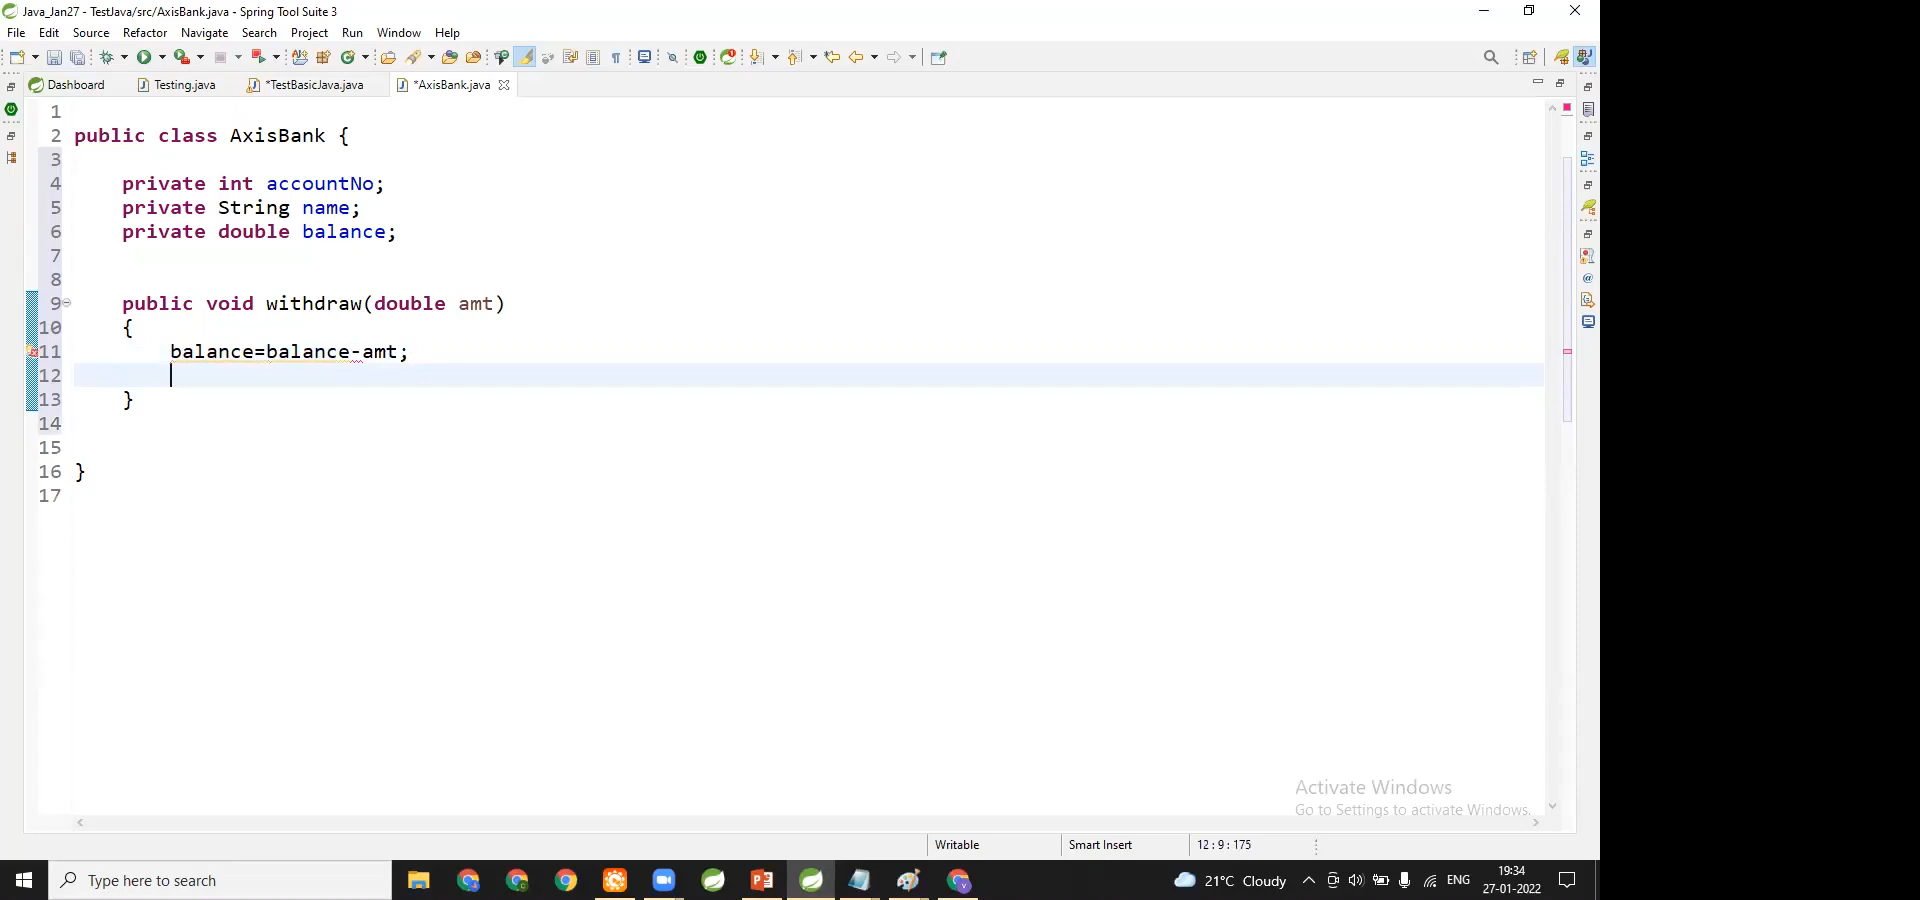 Java_Jan27 - TestJava/src/AxisBank.java - Spring Tool Suite 3
File Edit Source Refactor Navigate Search Project Run Window Help
Dashboard Testing.java *TestBasicJava.java *AxisBank.java
1
2 public class AxisBank {
3
4 private int accountNo;
5 private String name;
6 private double balance;
7
8
9 public void withdraw(double amt)
10 {
11 balance=balance-amt;
12
13 }
14
15
16 }
17
Activate Windows
Go to Settings to activate Windows.
Writable Smart Insert 12 : 9 : 175
Type here to search 21°C Cloudy ENG 19:34
27-01-2022